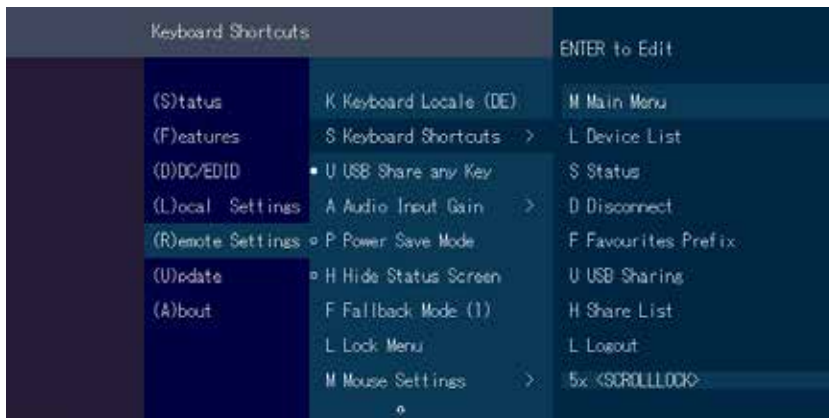 Keyboard Shortcuts
ENTER to Edit
(S)tatus
(F)eatures
(D)DC/EDID
(L)ocal Settings
(R)emote Settings
(U)pdate
(A)bout
K Keyboard Locale (DE)
S Keyboard Shortcuts >
U USB Share any Key
A Audio Input Gain >
P Power Save Mode
H Hide Status Screen
F Fallback Mode (1)
L Lock Menu
M Mouse Settings >
M Main Menu
L Device List
S Status
D Disconnect
F Favourites Prefix
U USB Sharing
H Share List
L Logout
5x <SCROLLLOCK>